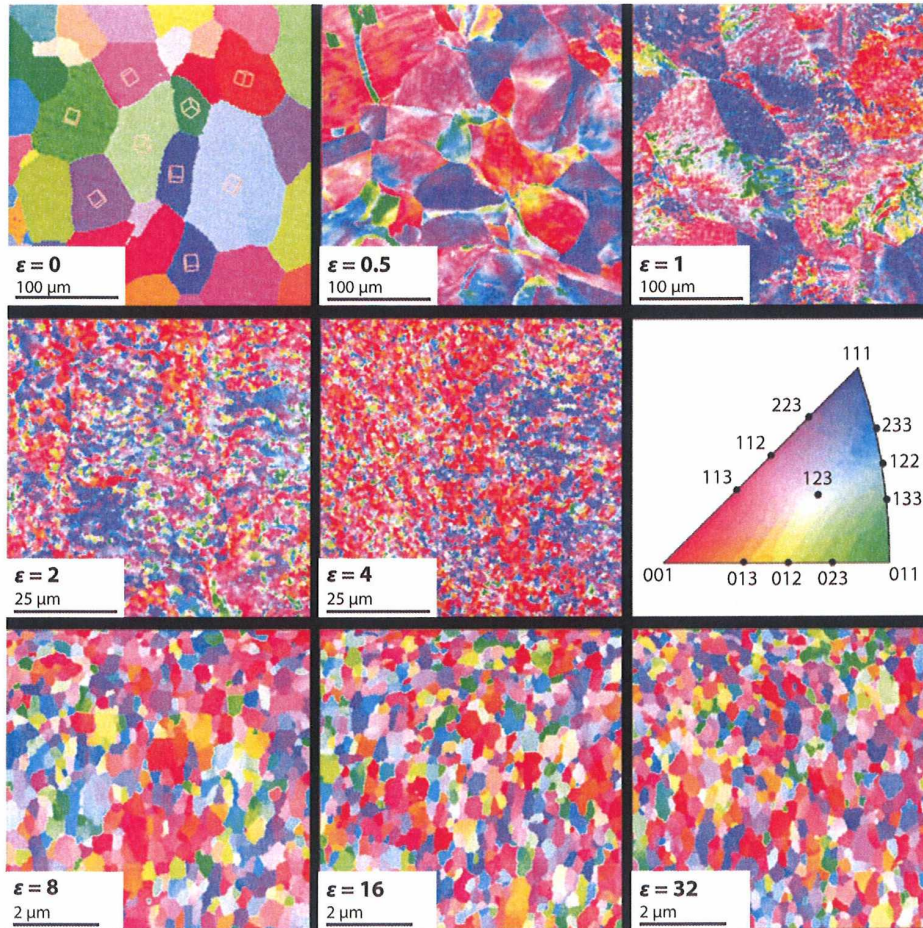 ε = 0
100 μm
ε = 0.5
100 μm
ε = 1
100 μm
ε = 2
25 μm
ε = 4
25 μm
111
223
233
112
122
113
123
133
001
013
012
023
011
ε = 8
2 μm
ε = 16
2 μm
ε = 32
2 μm